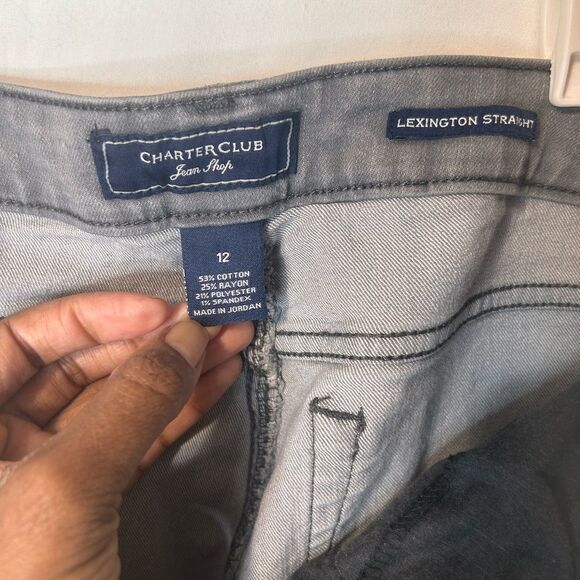 CHARTER CLUB
Jean Shop
LEXINGTON STRAIGHT
12
53% COTTON
25% RAYON
21% POLYESTER
1% SPANDEX
MADE IN JORDAN